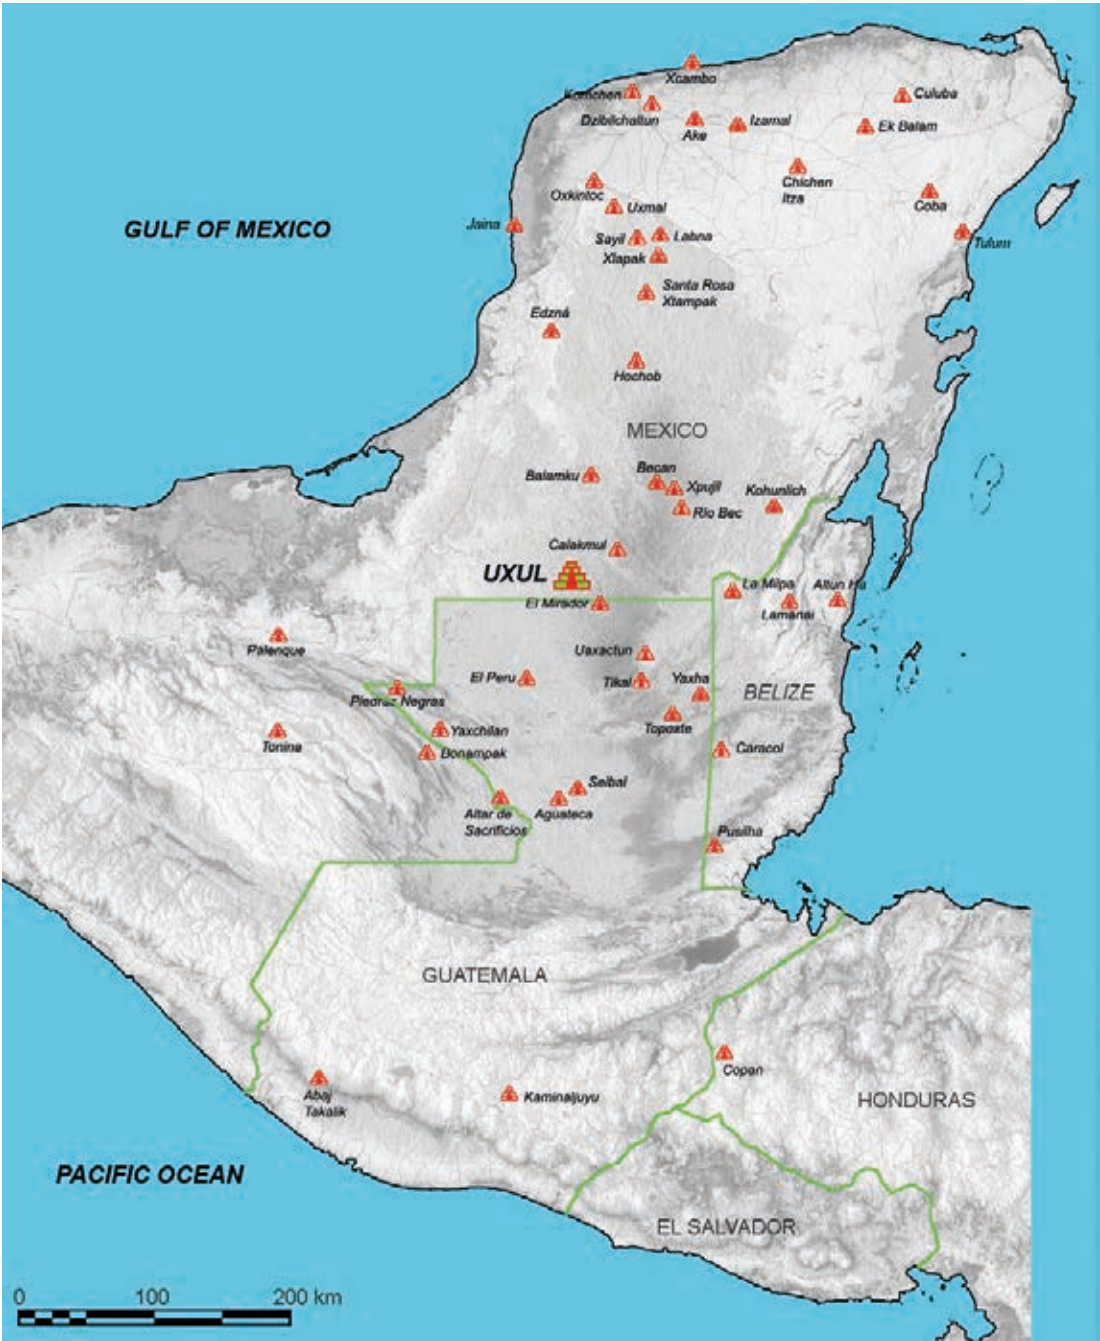 Xcambo
Komchen
Culuba
Dzibilchaltun
Ake
Izamal
Ek Balam
Oxkintoc
Chichen
Itza
Coba
Uxmal
GULF OF MEXICO
Jaina
Sayil
Labna
Tulum
Xlapak
Santa Rosa
Xtampak
Edzná
Hochob
MEXICO
Balamku
Becan
Xpujil
Kohunlich
Río Bec
Calakmul
UXUL
La Milpa
Altun Ha
El Mirador
Lamanai
Palenque
Uaxactun
El Peru
Tikal
Yaxha
BELIZE
Piedras Negras
Topoxte
Yaxchilan
Tonina
Bonampak
Caracol
Seibal
Altar de
Sacrificios
Aguateca
Pusilha
GUATEMALA
Copan
Abaj
Takalik
Kaminaljuyu
HONDURAS
PACIFIC OCEAN
EL SALVADOR
0 100 200 km